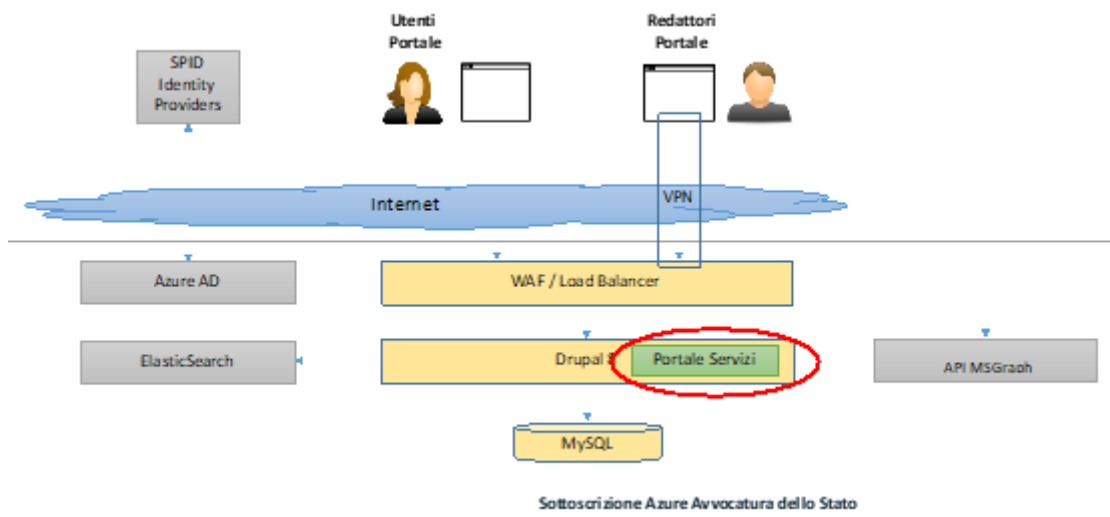 Utenti
Portale
Redattori
Portale
SPID
Identity
Providers
Internet
VPN
Azure AD
WAF / Load Balancer
ElasticSearch
Drupal 8
Portale Servizi
API MSGraph
MySQL
Sottoscrizione Azure Avvocatura dello Stato